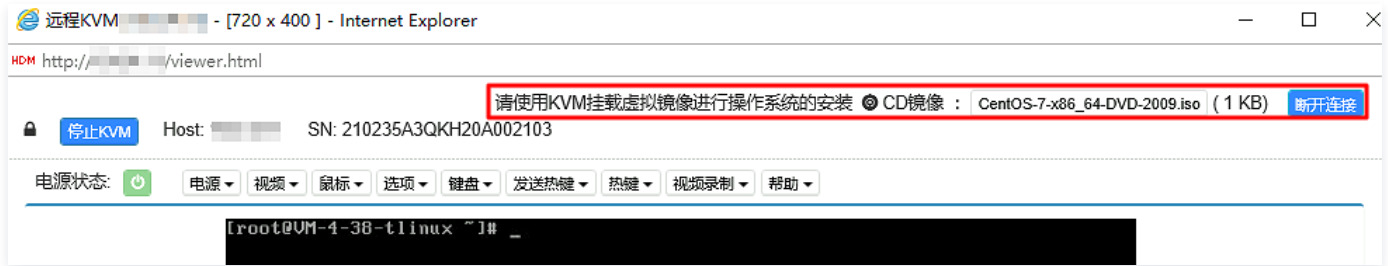 远程KVM - [720 x 400 ] - Internet Explorer
HDM http:// /viewer.html
请使用KVM挂载虚拟镜像进行操作系统的安装 CD镜像 ： CentOS-7-x86_64-DVD-2009.iso ( 1 KB) 断开连接
停止KVM Host: SN: 210235A3QKH20A002103
电源状态: 电源 视频 鼠标 选项 键盘 发送热键 热键 视频录制 帮助
[root@VM-4-38-tlinux ~]# _